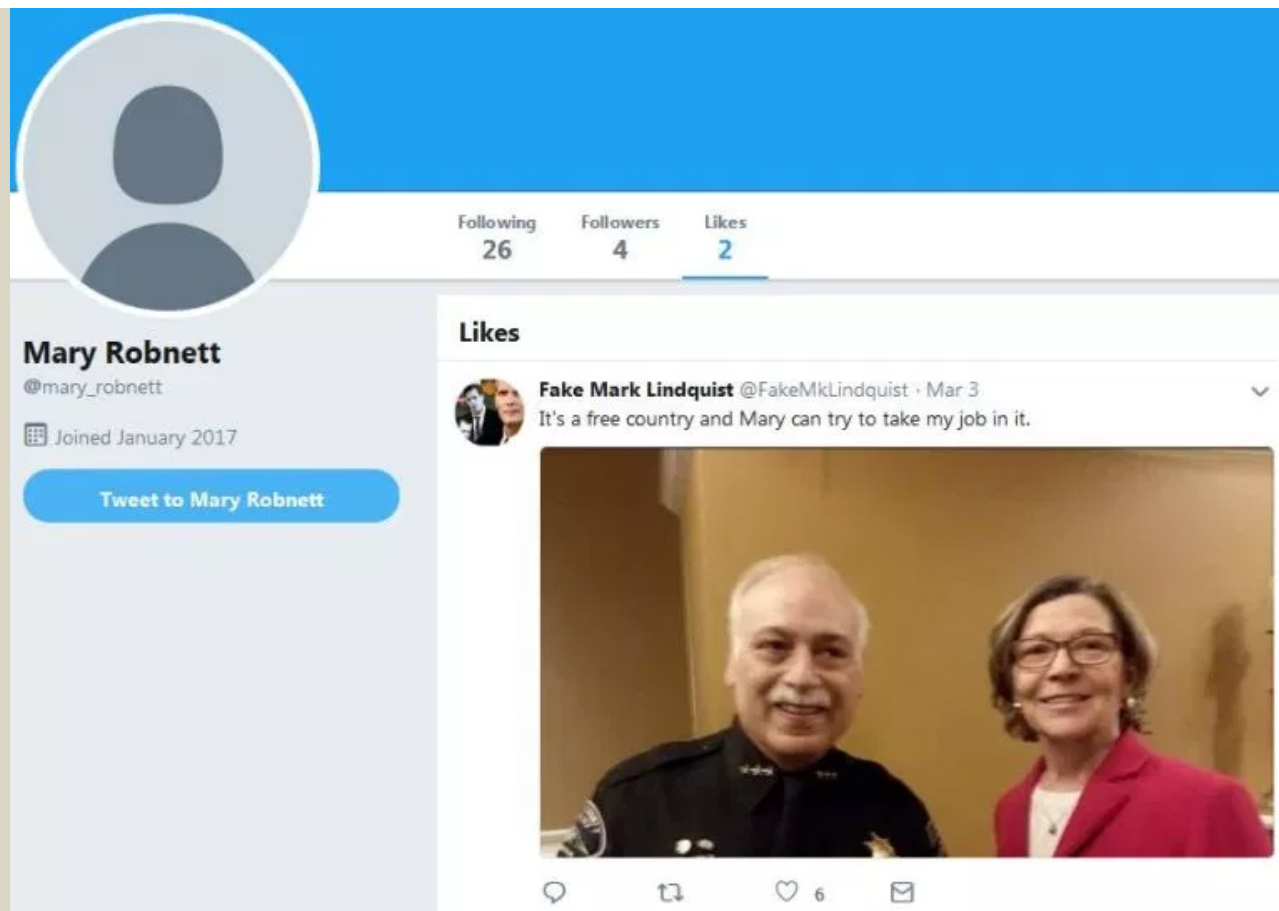 Following
26
Followers
4
Likes
2
Mary Robnett
@mary_robnett
Joined January 2017
Tweet to Mary Robnett
Likes
Fake Mark Lindquist @FakeMkLindquist · Mar 3
It's a free country and Mary can try to take my job in it.
6